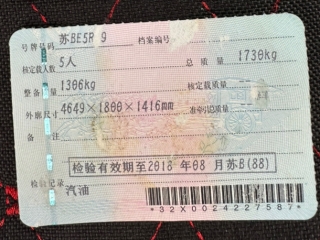 号牌号码 苏BE5R 9 档案编号
核定载人数 5人 总质量 1730kg
整备质量 1306kg 核定载质量
外廓尺寸 4649×1800×1416mm 准牵引总质量
备注
检验有效期至2018 年08 月苏B(88)
检验记录
汽油
*32X0024227587*